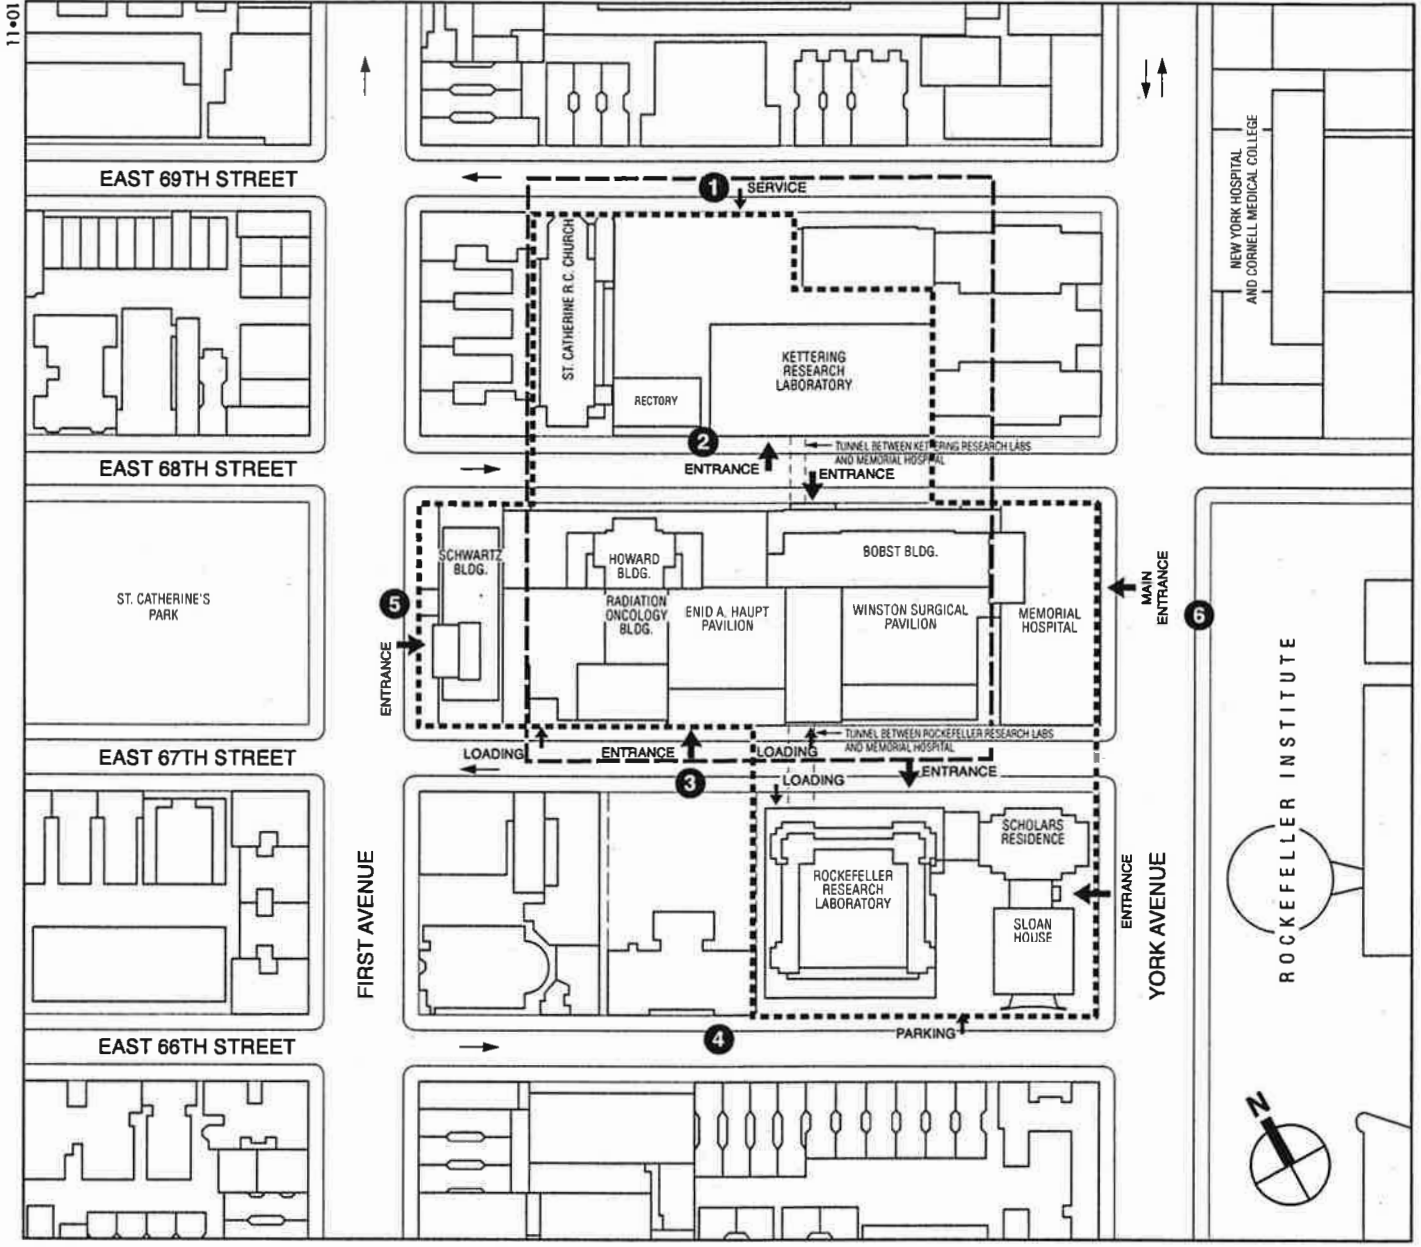 11•01
EAST 69TH STREET
1
SERVICE
NEW YORK HOSPITAL
AND CORNELL MEDICAL COLLEGE
ST. CATHERINE R.C. CHURCH
KETTERING
RESEARCH
LABORATORY
RECTORY
2
EAST 68TH STREET
ENTRANCE
TUNNEL BETWEEN KETTERING RESEARCH LABS
AND MEMORIAL HOSPITAL
ENTRANCE
SCHWARTZ
BLDG.
HOWARD
BLDG.
BOBST BLDG.
ST. CATHERINE'S
PARK
5
RADIATION
ONCOLOGY
BLDG.
ENID A. HAUPT
PAVILION
WINSTON SURGICAL
PAVILION
MEMORIAL
HOSPITAL
MAIN
ENTRANCE
6
ENTRANCE
EAST 67TH STREET
LOADING
ENTRANCE
LOADING
TUNNEL BETWEEN ROCKEFELLER RESEARCH LABS
AND MEMORIAL HOSPITAL
3
LOADING
ENTRANCE
ROCKEFELLER INSTITUTE
SCHOLARS
RESIDENCE
ROCKEFELLER
RESEARCH
LABORATORY
SLOAN
HOUSE
ENTRANCE
FIRST AVENUE
YORK AVENUE
EAST 66TH STREET
4
PARKING
N